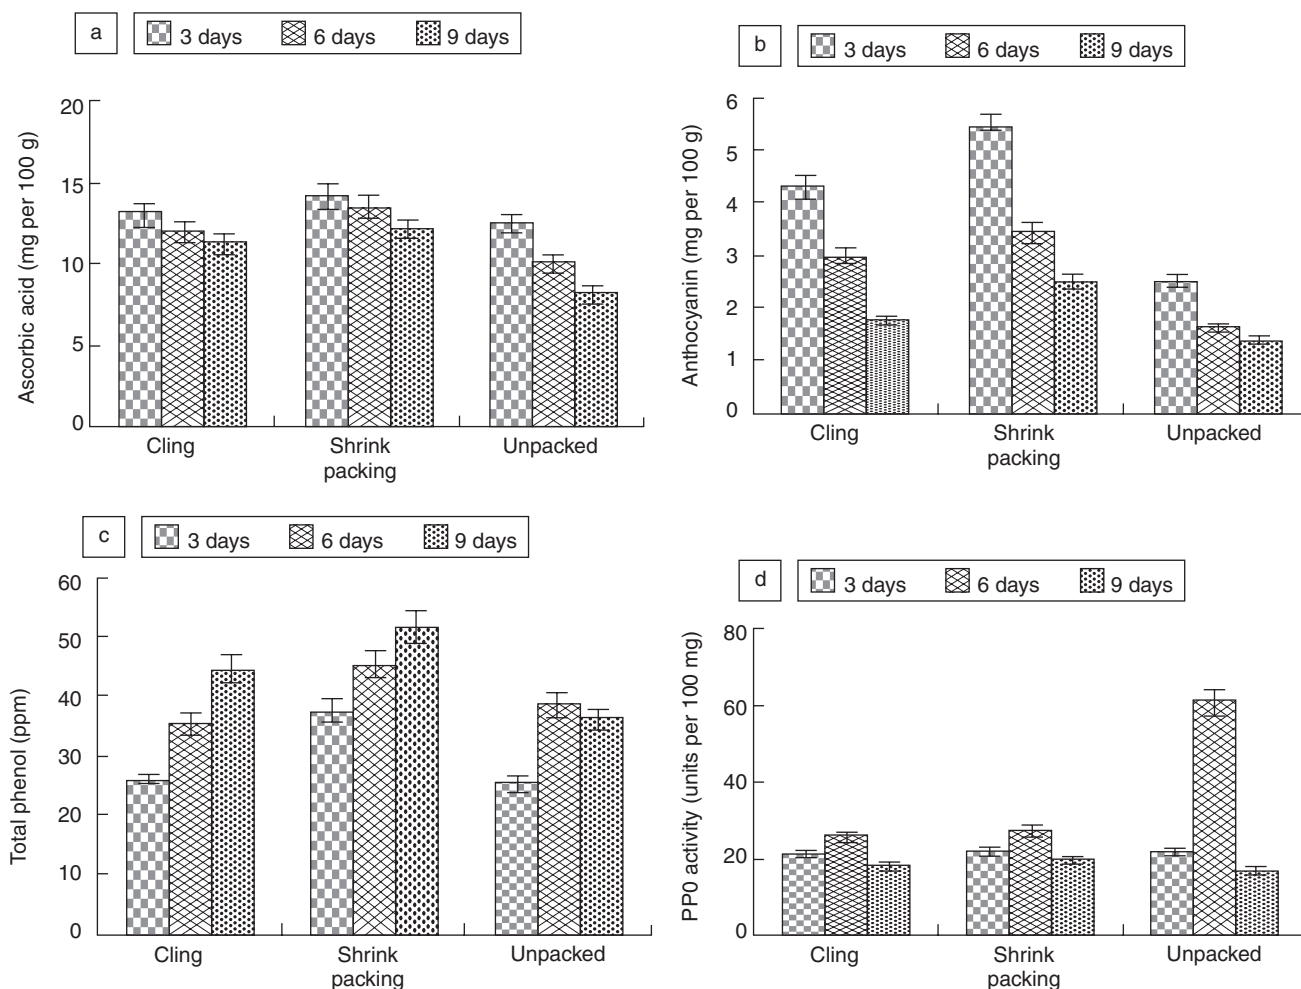 a
3 days 6 days 9 days
Ascorbic acid (mg per 100 g)
20
15
10
5
0
Cling
Shrink
packing
Unpacked
b
3 days 6 days 9 days
Anthocyanin (mg per 100 g)
6
5
4
3
2
1
0
Cling
Shrink
packing
Unpacked
c
3 days 6 days 9 days
Total phenol (ppm)
60
50
40
30
20
10
0
Cling
Shrink
packing
Unpacked
d
3 days 6 days 9 days
PP0 activity (units per 100 mg)
80
60
40
20
0
Cling
Shrink
packing
Unpacked